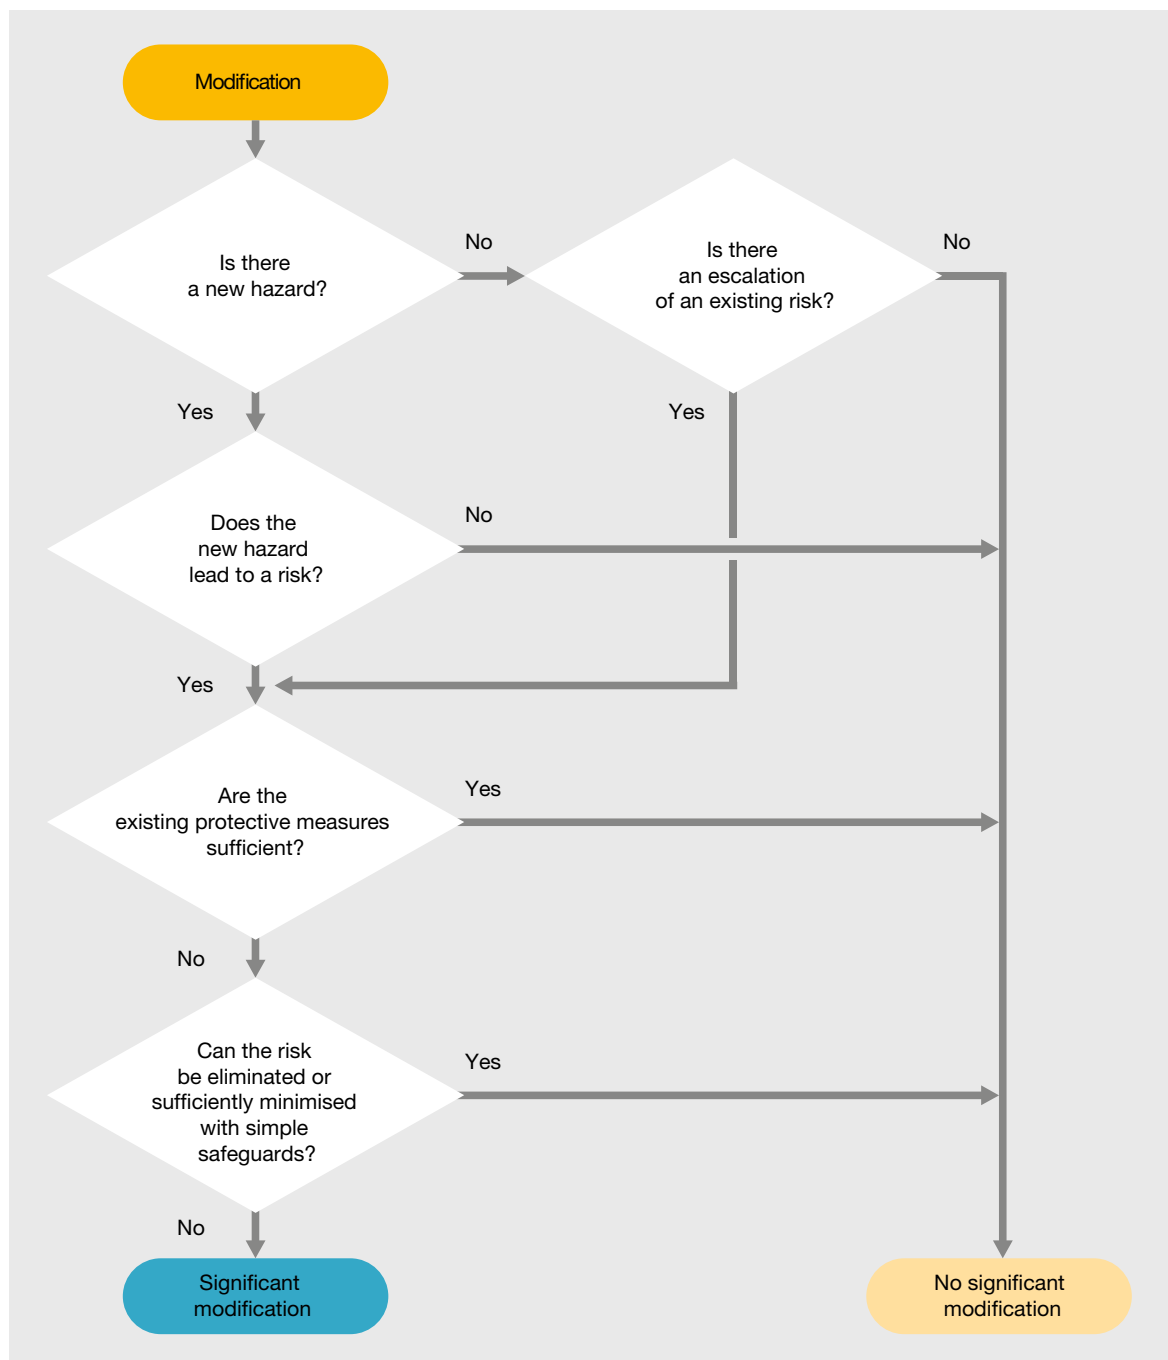 Modification
Is there
a new hazard?
No
Is there
an escalation
of an existing risk?
No
Yes
Yes
Does the
new hazard
lead to a risk?
No
Yes
Are the
existing protective measures
sufficient?
Yes
No
Can the risk
be eliminated or
sufficiently minimised
with simple
safeguards?
Yes
No
Significant
modification
No significant
modification